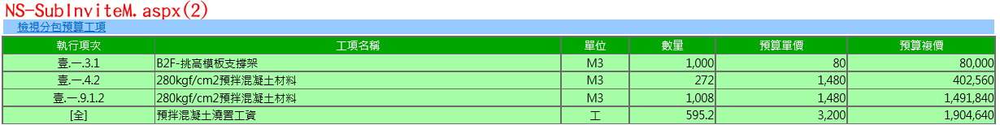 NS-SubInviteM.aspx(2)
檢視分包預算工項
執行項次 工項名稱 單位 數量 預算單價 預算複價
壹.一.3.1 B2F-挑高模板支撐架 M3 1,000 80 80,000
壹.一.4.2 280kgf/cm2預拌混凝土材料 M3 272 1,480 402,560
壹.一.9.1.2 280kgf/cm2預拌混凝土材料 M3 1,008 1,480 1,491,840
[全] 預拌混凝土澆置工資 工 595.2 3,200 1,904,640